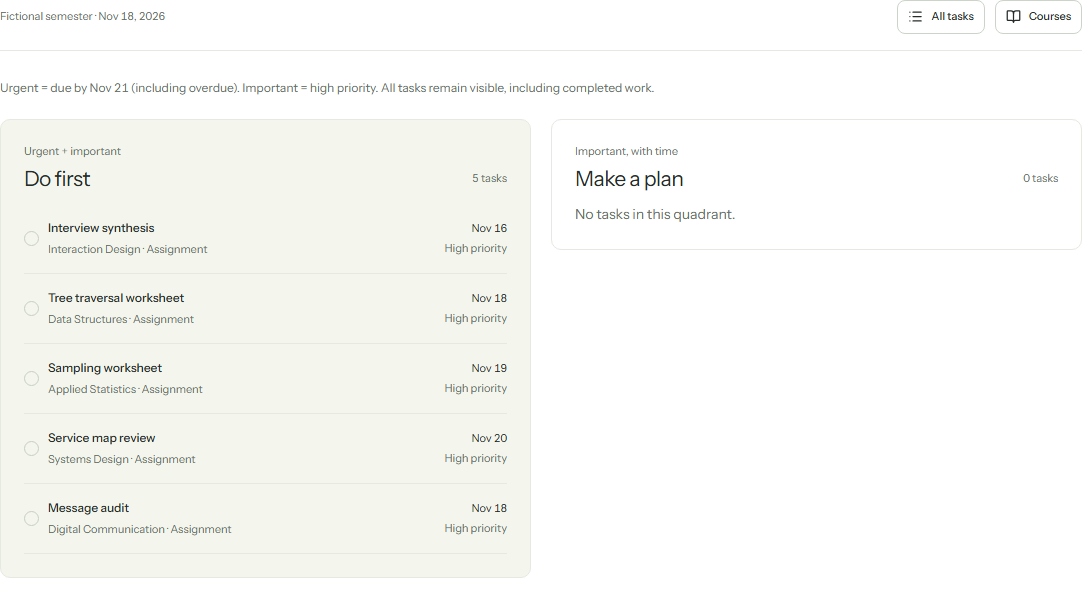 Fictional semester · Nov 18, 2026
All tasks
Courses
Urgent = due by Nov 21 (including overdue). Important = high priority. All tasks remain visible, including completed work.
Urgent + important
Do first
5 tasks
Interview synthesis
Nov 16
Interaction Design · Assignment
High priority
Tree traversal worksheet
Nov 18
Data Structures · Assignment
High priority
Sampling worksheet
Nov 19
Applied Statistics · Assignment
High priority
Service map review
Nov 20
Systems Design · Assignment
High priority
Message audit
Nov 18
Digital Communication · Assignment
High priority
Important, with time
Make a plan
0 tasks
No tasks in this quadrant.